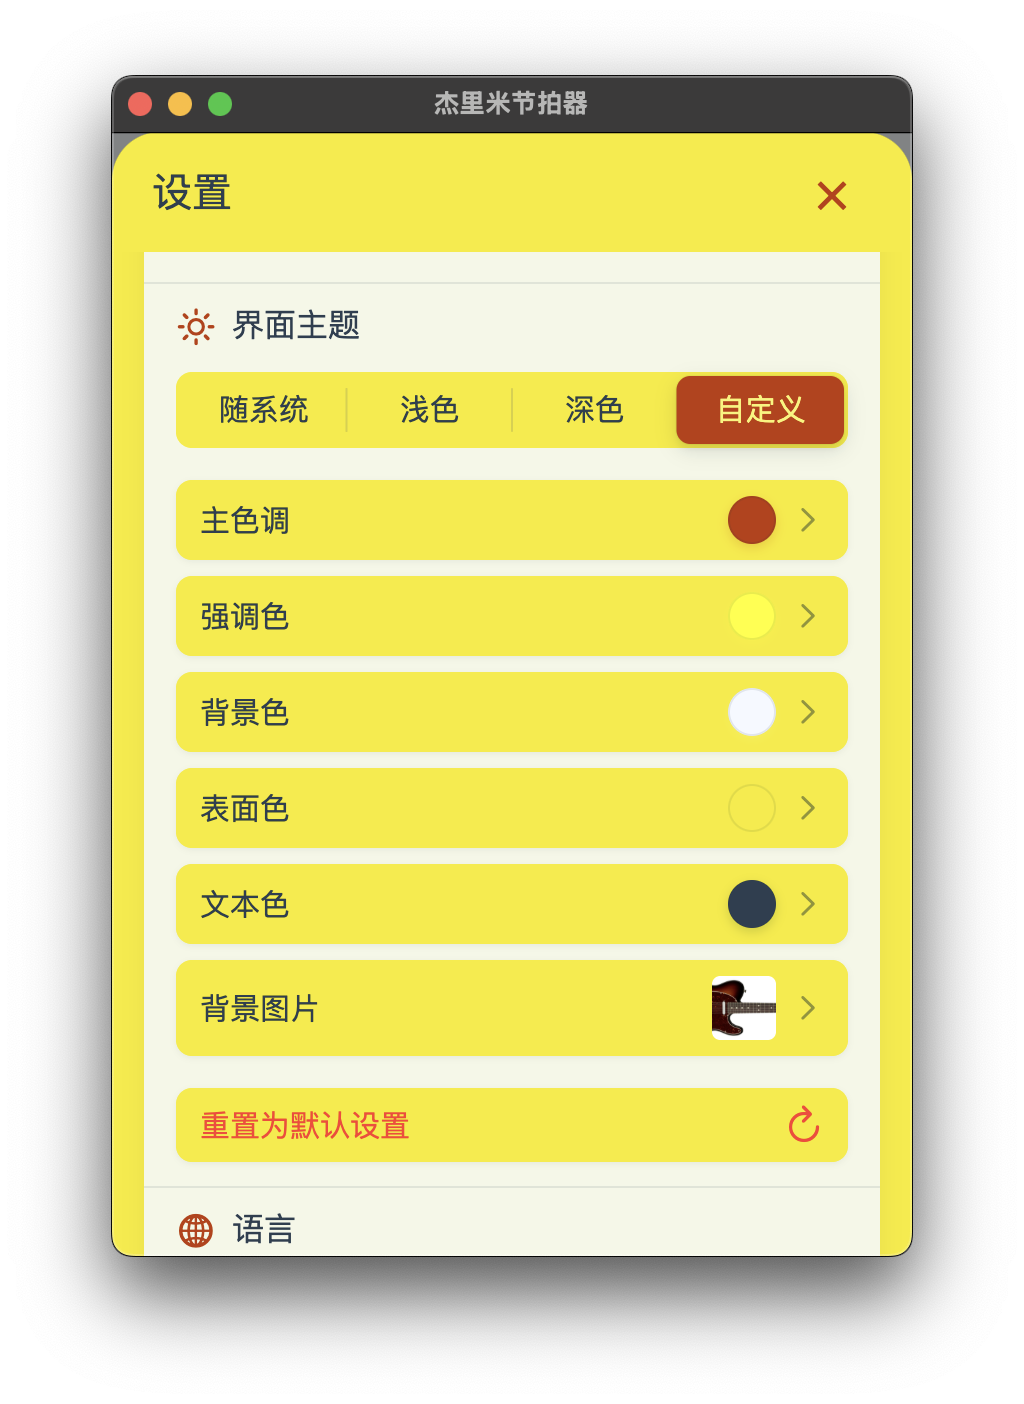 杰里米节拍器
设置
界面主题
随系统 浅色 深色 自定义
主色调
强调色
背景色
表面色
文本色
背景图片
重置为默认设置
语言